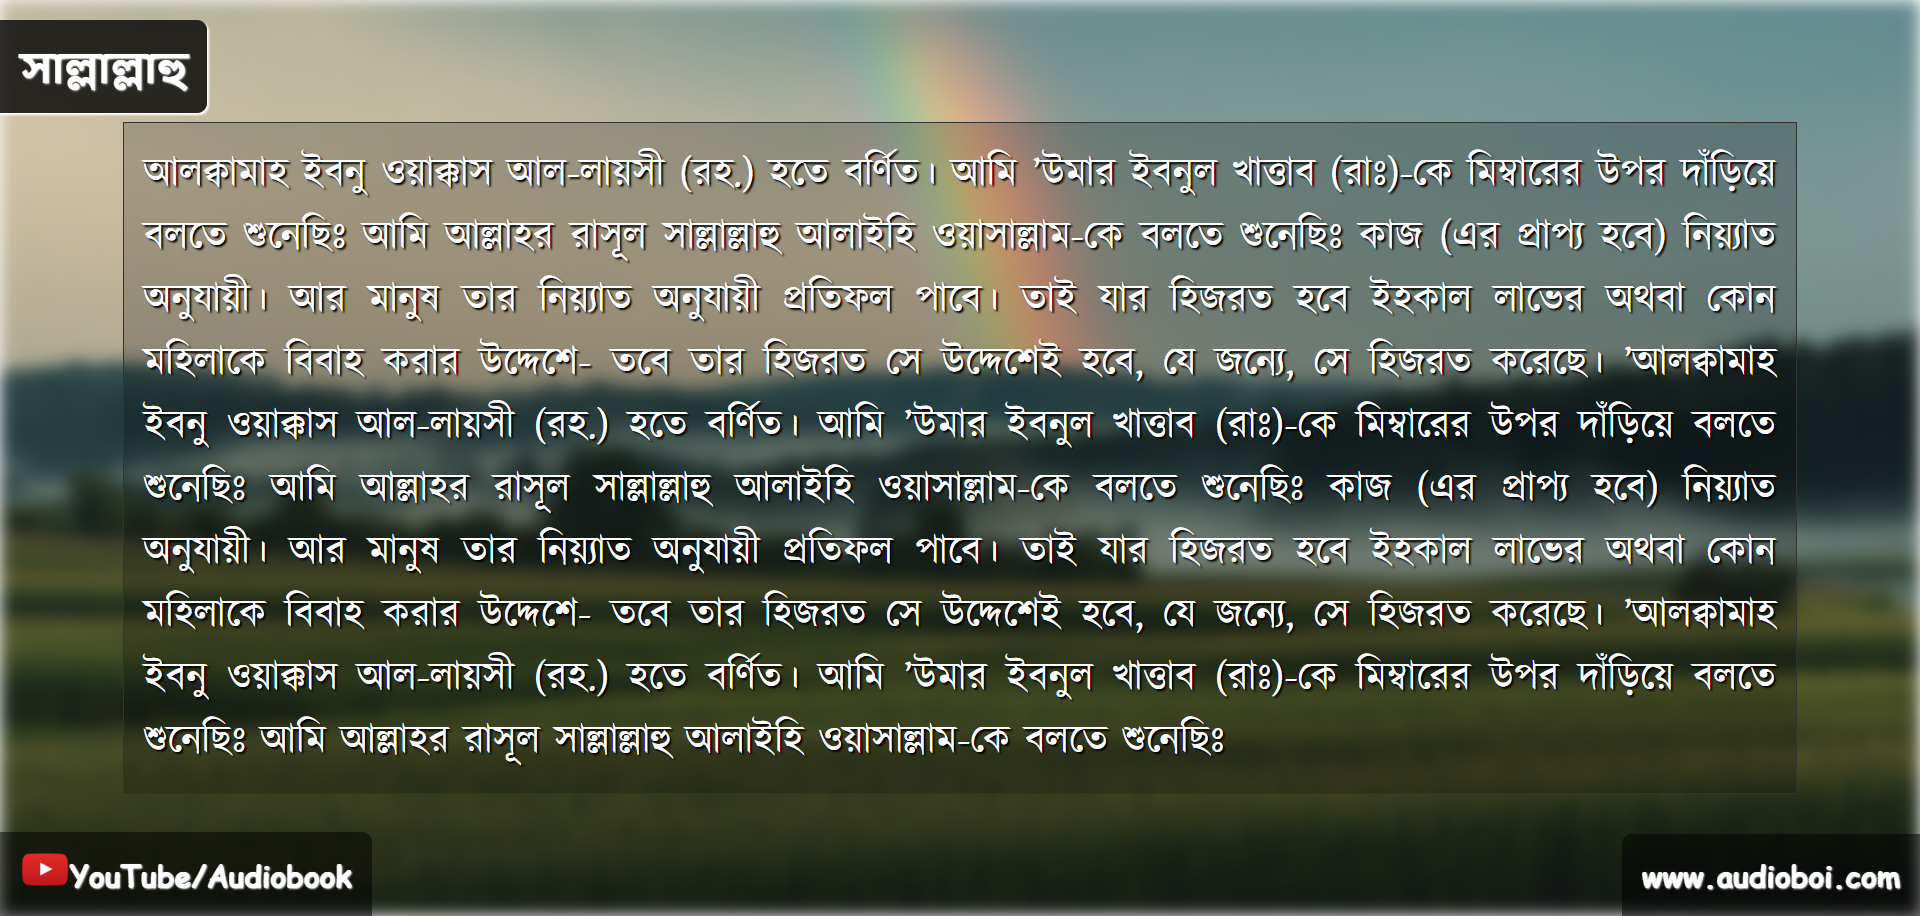 সাল্লাল্লাহু
আলক্বামাহ ইবনু ওয়াক্কাস আল-লায়সী (রহ.) হতে বর্ণিত। আমি ’উমার ইবনুল খাত্তাব (রাঃ)-কে মিম্বারের উপর দাঁড়িয়ে
বলতে শুনেছিঃ আমি আল্লাহর রাসূল সাল্লাল্লাহু আলাইহি ওয়াসাল্লাম-কে বলতে শুনেছিঃ কাজ (এর প্রাপ্য হবে) নিয়্যাত
অনুযায়ী। আর মানুষ তার নিয়্যাত অনুযায়ী প্রতিফল পাবে। তাই যার হিজরত হবে ইহকাল লাভের অথবা কোন
মহিলাকে বিবাহ করার উদ্দেশে- তবে তার হিজরত সে উদ্দেশেই হবে, যে জন্যে, সে হিজরত করেছে। ’আলক্বামাহ
ইবনু ওয়াক্কাস আল-লায়সী (রহ.) হতে বর্ণিত। আমি ’উমার ইবনুল খাত্তাব (রাঃ)-কে মিম্বারের উপর দাঁড়িয়ে বলতে
শুনেছিঃ আমি আল্লাহর রাসূল সাল্লাল্লাহু আলাইহি ওয়াসাল্লাম-কে বলতে শুনেছিঃ কাজ (এর প্রাপ্য হবে) নিয়্যাত
অনুযায়ী। আর মানুষ তার নিয়্যাত অনুযায়ী প্রতিফল পাবে। তাই যার হিজরত হবে ইহকাল লাভের অথবা কোন
মহিলাকে বিবাহ করার উদ্দেশে- তবে তার হিজরত সে উদ্দেশেই হবে, যে জন্যে, সে হিজরত করেছে। ’আলক্বামাহ
ইবনু ওয়াক্কাস আল-লায়সী (রহ.) হতে বর্ণিত। আমি ’উমার ইবনুল খাত্তাব (রাঃ)-কে মিম্বারের উপর দাঁড়িয়ে বলতে
শুনেছিঃ আমি আল্লাহর রাসূল সাল্লাল্লাহু আলাইহি ওয়াসাল্লাম-কে বলতে শুনেছিঃ
YouTube/Audiobook
www.audioboi.com